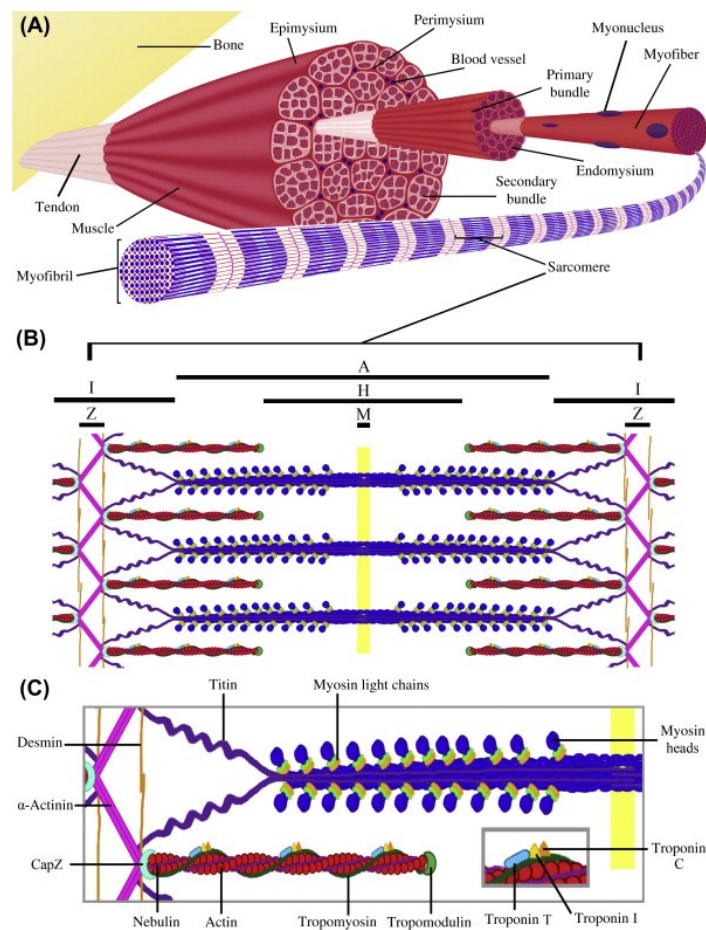 (A)
Bone
Epimysium
Perimysium
Blood vessel
Myonucleus
Myofiber
Primary
bundle
Endomysium
Secondary
bundle
Tendon
Muscle
Myofibril
Sarcomere
(B)
A
I
H
I
Z
M
Z
(C)
Titin
Myosin light chains
Desmin
Myosin
heads
α-Actinin
CapZ
Troponin
C
Nebulin
Actin
Tropomyosin
Tropomodulin
Troponin T
Troponin I